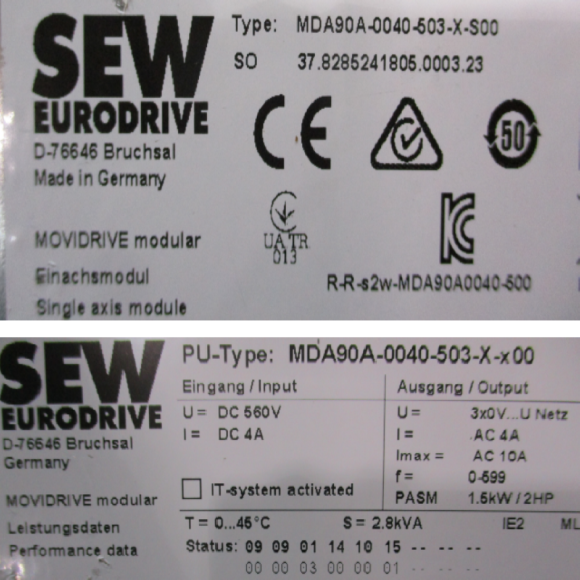 SEW
EURODRIVE
D-76646 Bruchsal
Made in Germany
MOVIDRIVE modular
Einachsmodul
Single axis module
Type: MDA90A-0040-503-X-S00
SO 37.8285241805.0003.23
CE
50
UA TR
013
R-R-s2w-MDA90A0040-500
SEW
EURODRIVE
D-76646 Bruchsal
Germany
MOVIDRIVE modular
Leistungsdaten
Performance data
PU-Type: MDA90A-0040-503-X-x00
Eingang / Input
U= DC 560V
I= DC 4A
IT-system activated
Ausgang / Output
U= 3x0V...U Netz
I= AC 4A
Imax= AC 10A
f= 0-599
PASM 1.5kW / 2HP
T= 0...45°C S= 2.8kVA IE2 ML
Status: 09 09 01 14 10 15 -- -- -- --
00 00 03 00 00 01 -- -- -- --